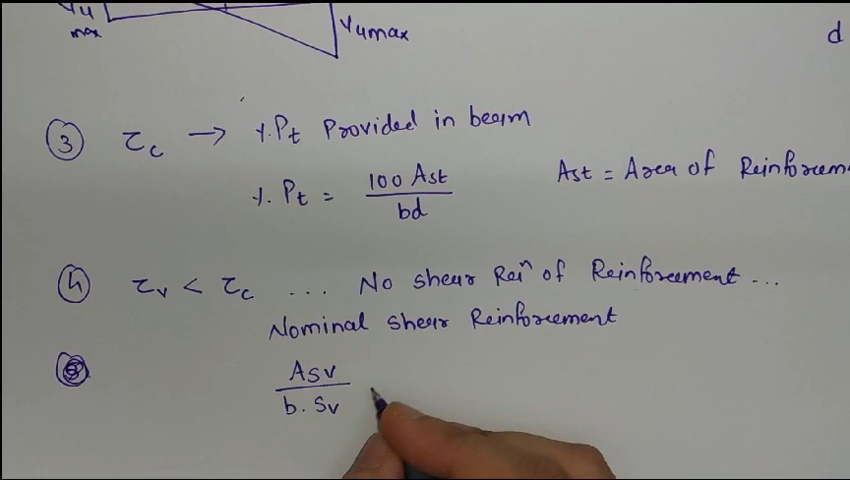 Vu
max
Vumax
d
③ τc → %Pt Provided in beam
%Pt = 100 Ast / bd
Ast = Area of Reinforcem
④ τv < τc ... No shear Reiⁿ of Reinforcement ...
Nominal shear Reinforcement
Asv / b. Sv